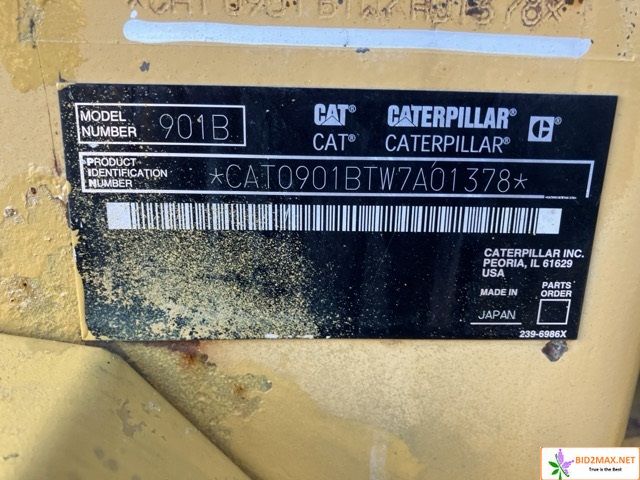 MODEL NUMBER 901B
CAT® CATERPILLAR® C®
CAT® CATERPILLAR®
PRODUCT IDENTIFICATION NUMBER *CAT0901BTW7A01378*
CATERPILLAR INC.
PEORIA, IL 61629
USA
MADE IN
JAPAN
PARTS ORDER
239-6986X
BID2MAX.NET
True is the Best